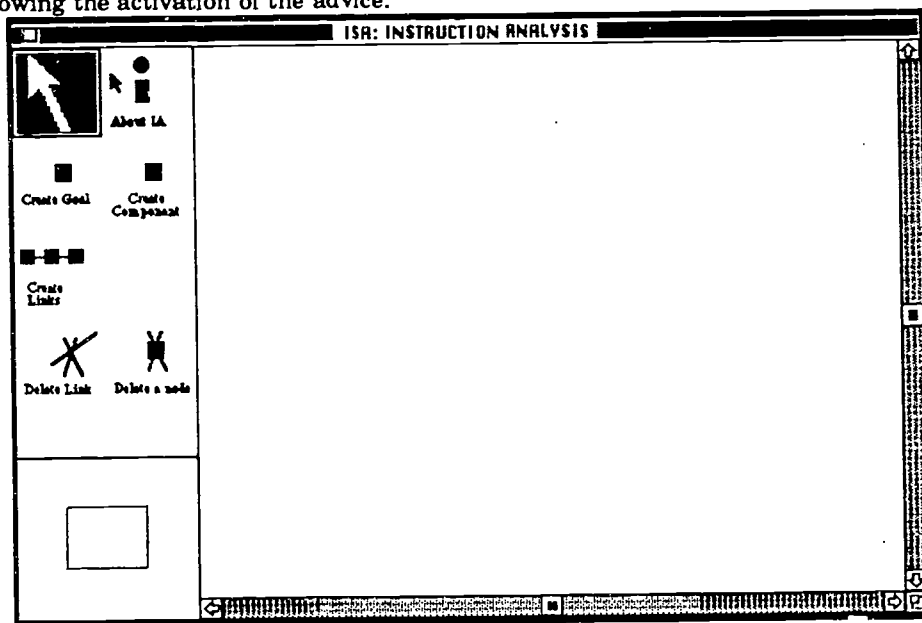 owing the activation of the advice.
ISA: INSTRUCTION ANALYSIS
About IA
Create Goal
Create
Component
Create
Links
Delete Link
Delete a node